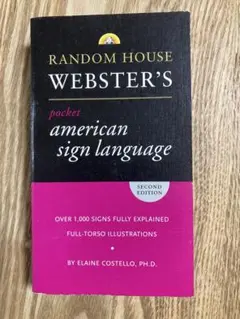 RANDOM HOUSE
WEBSTER'S
pocket
american
sign language
SECOND
EDITION
OVER 1,000 SIGNS FULLY EXPLAINED
FULL-TORSO ILLUSTRATIONS
•
BY ELAINE COSTELLO, PH.D.